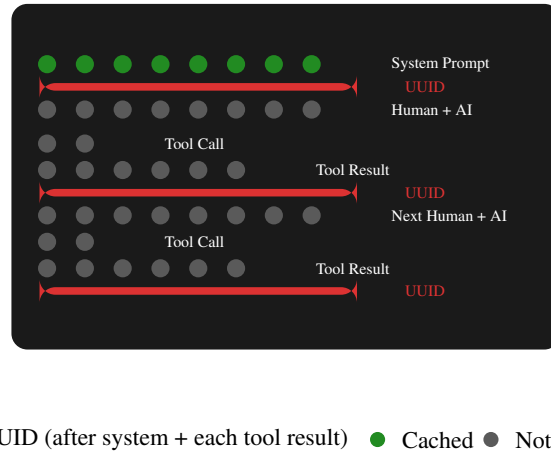 System Prompt
UUID
Human + AI
Tool Call
Tool Result
UUID
Next Human + AI
Tool Call
Tool Result
UUID
UID (after system + each tool result) Cached Not